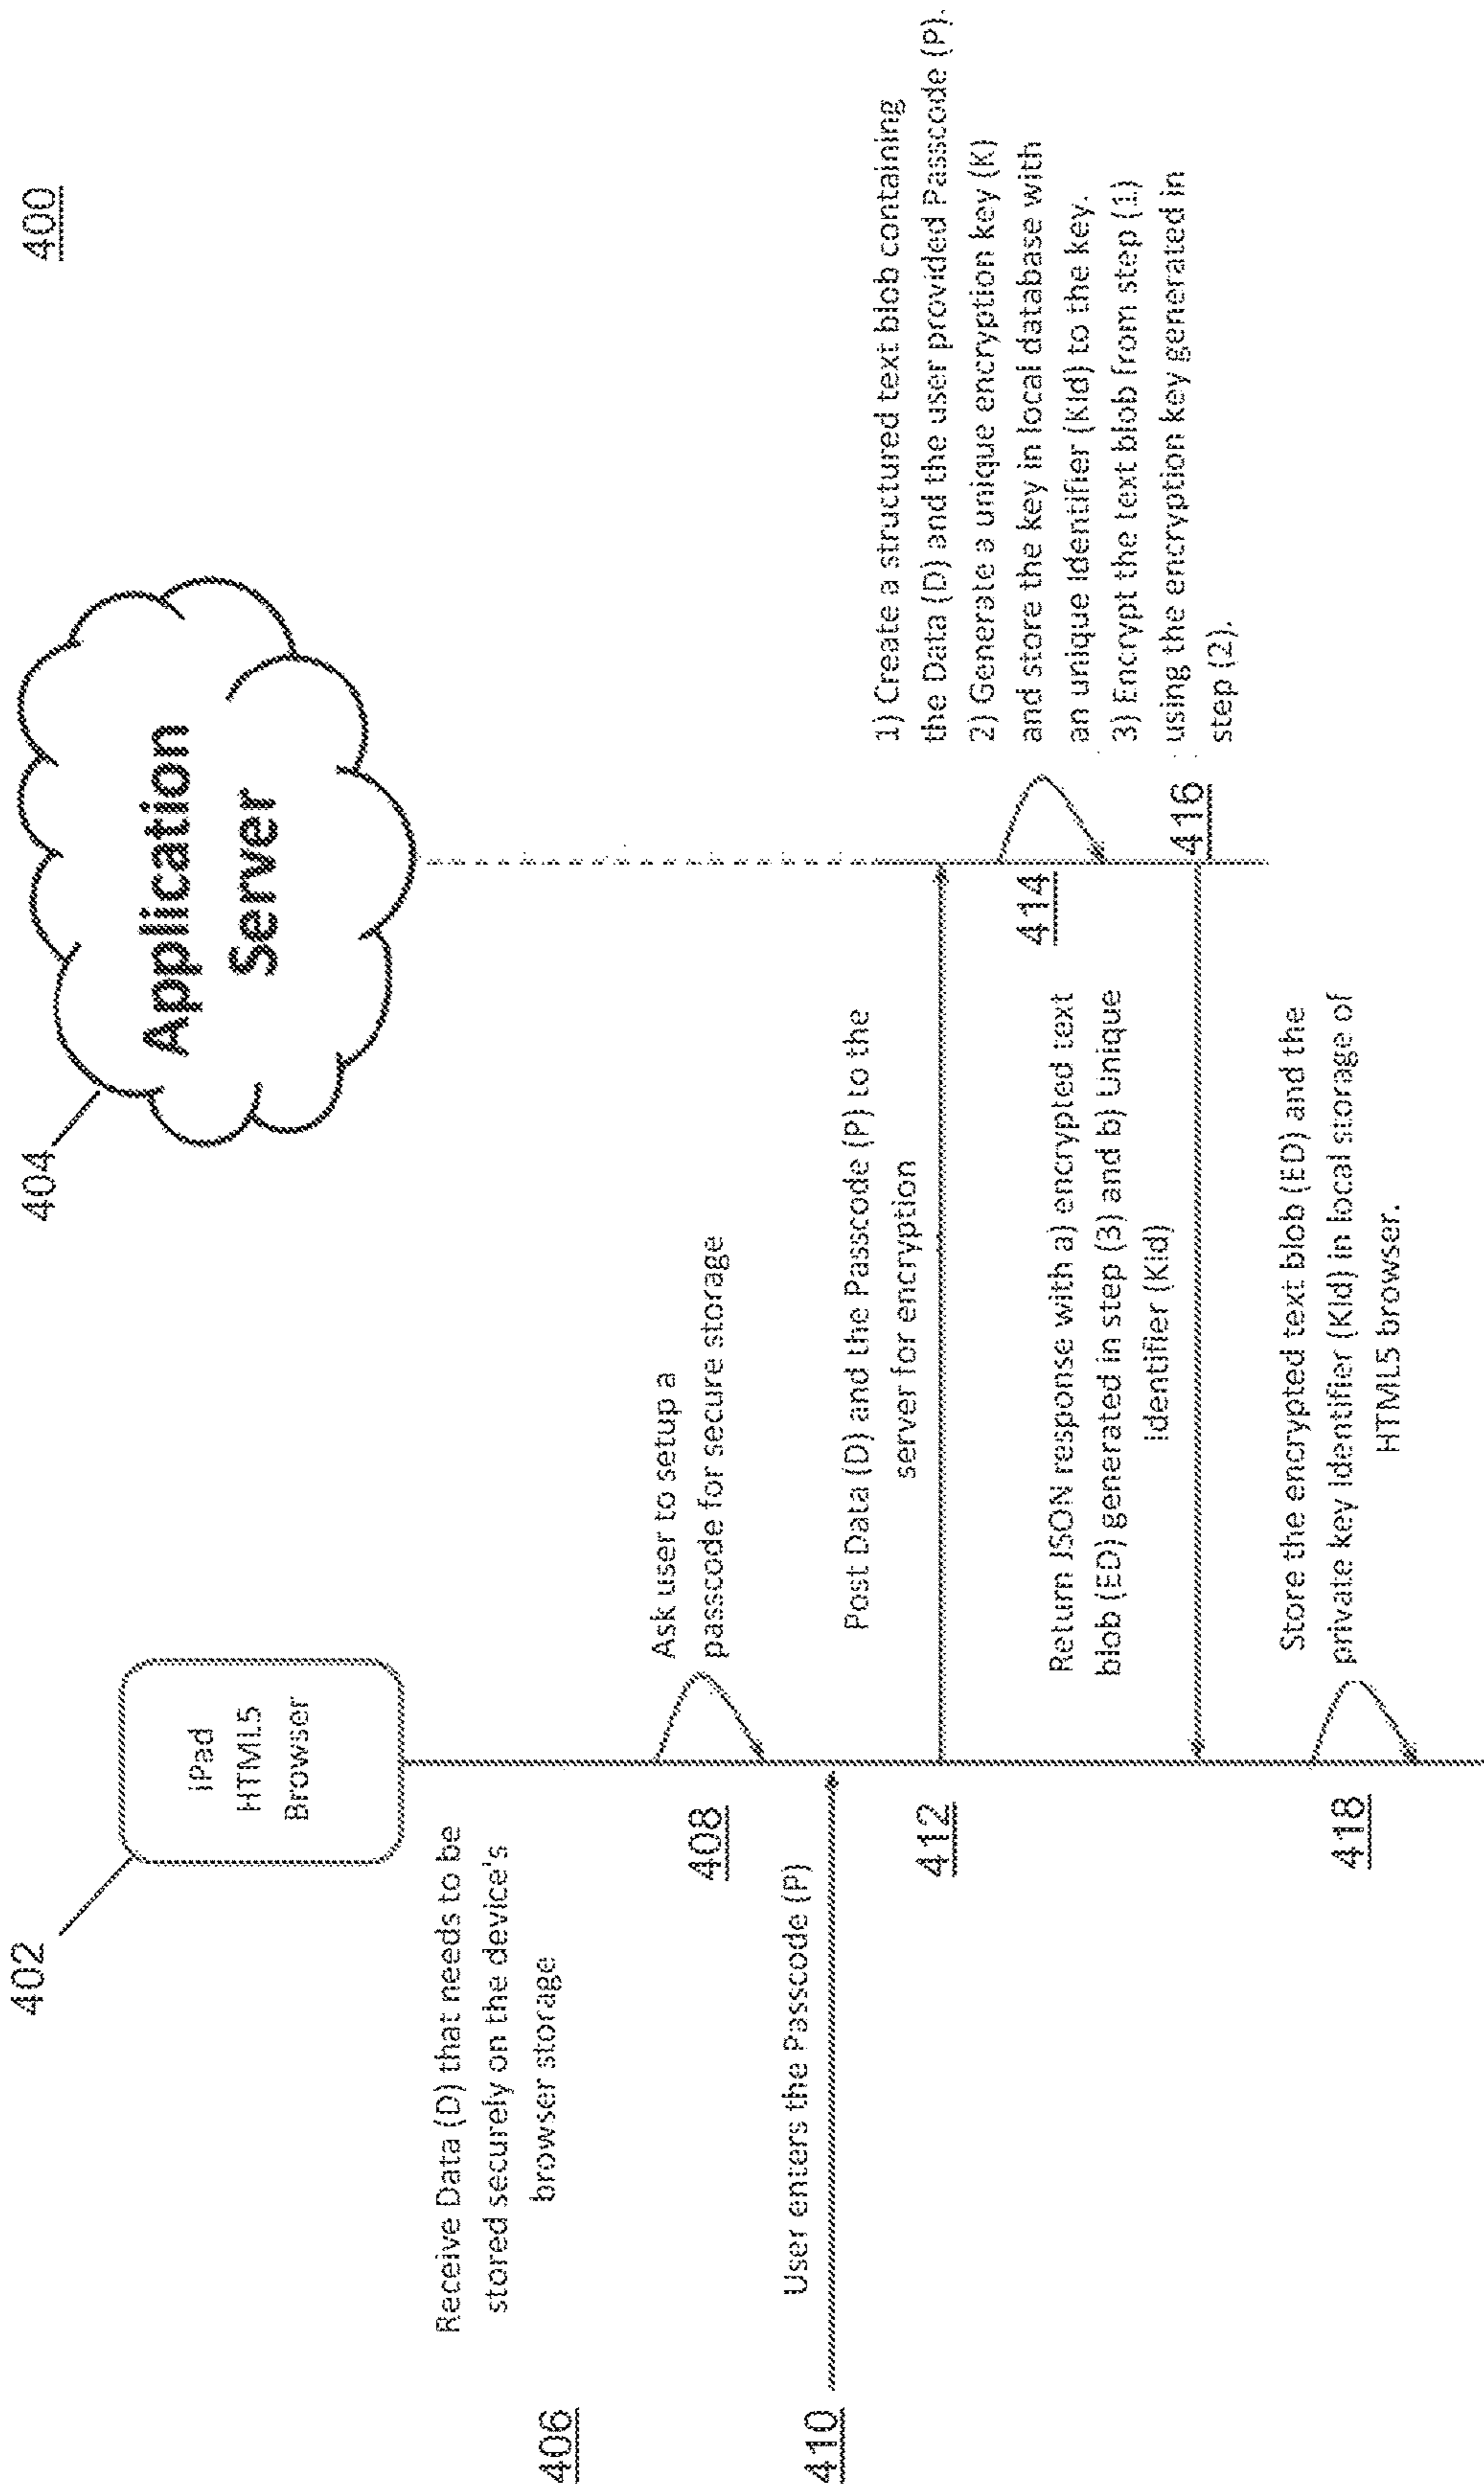 400
404
Application
Server
402
iPad
HTML5
Browser
Receive Data (D) that needs to be
stored securely on the device's
browser storage
406
Ask user to setup a
passcode for secure storage
408
User enters the Passcode (P)
410
Post Data (D) and the Passcode (P) to the
server for encryption
412
1) Create a structured text blob containing
the Data (D) and the user provided Passcode (P).
2) Generate a unique encryption key (K)
and store the key in local database with
an unique identifier (KId) to the key.
3) Encrypt the text blob from step (1)
using the encryption key generated in
step (2).
414
416
Return JSON response with a) encrypted text
blob (ED) generated in step (3) and b) Unique
Identifier (KId)
Store the encrypted text blob (ED) and the
private key identifier (KId) in local storage of
HTML5 browser.
418